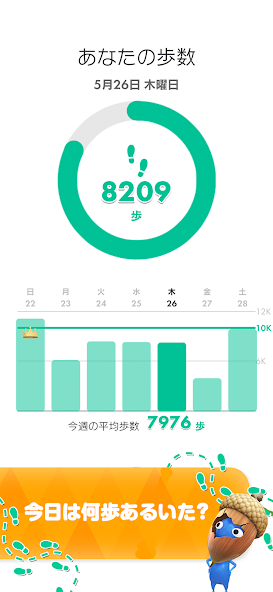 あなたの歩数
5月26日 木曜日
8209
歩
日 月 火 水 木 金 土
22 23 24 25 26 27 28
12K
10K
6K
今週の平均歩数 7976 歩
今日は何歩あるいた?